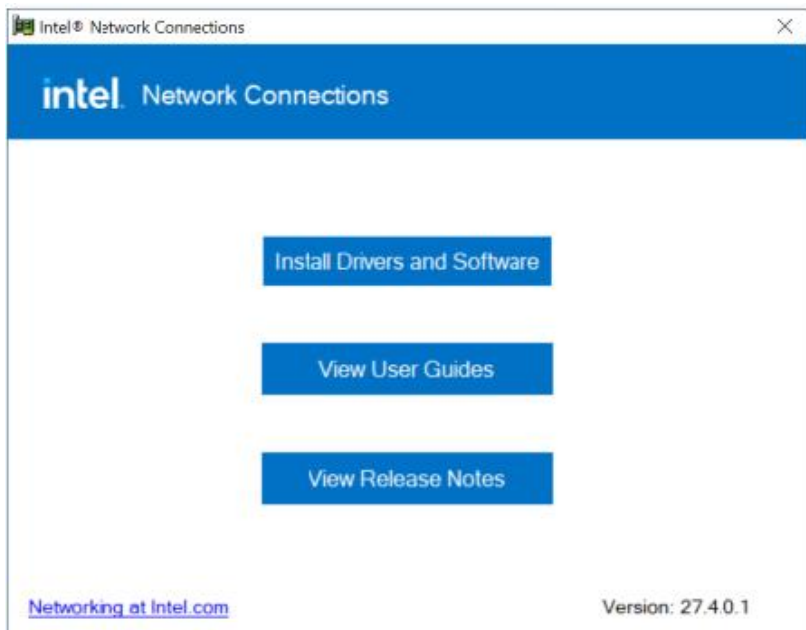 Intel® Network Connections
intel. Network Connections
Install Drivers and Software
View User Guides
View Release Notes
Networking at Intel.com
Version: 27.4.0.1